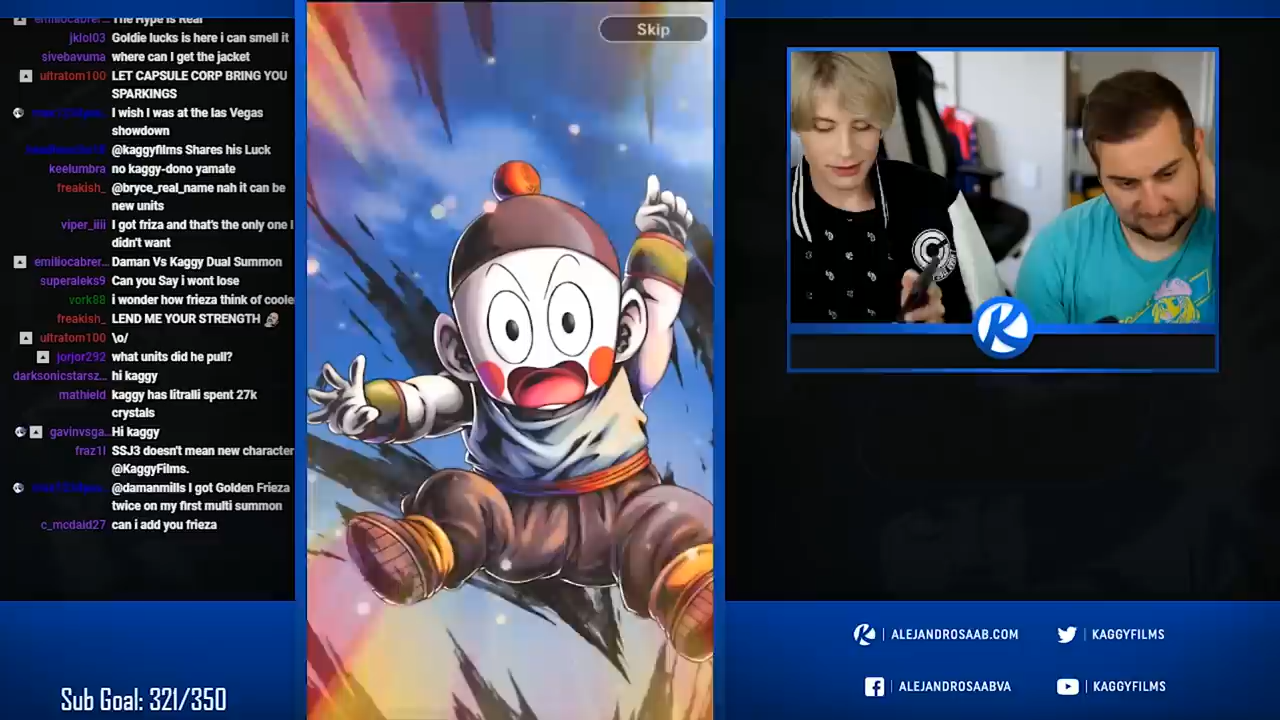 emiliocabrer... The Hype is Real
jklol03 Goldie lucks is here i can smell it
sivebavuma where can I get the jacket
ultratom100 LET CAPSULE CORP BRING YOU
SPARKINGS
I wish I was at the las Vegas
showdown
@kaggyfilms Shares his Luck
keelumbra no kaggy-dono yamate
freakish_ @bryce_real_name nah it can be
new units
viper_iiii I got friza and that's the only one I
didn't want
emiliocabrer... Daman Vs Kaggy Dual Summon
superaleks9 Can you Say i wont lose
vork88 i wonder how frieza think of coole
freakish_ LEND ME YOUR STRENGTH
ultratom100 \o/
jorjor292 what units did he pull?
darksonicstarsz... hi kaggy
mathield kaggy has litralli spent 27k
crystals
gavinvsga... Hi kaggy
fraz1l SSJ3 doesn't mean new character
@KaggyFilms.
@damanmills I got Golden Frieza
twice on my first multi summon
c_mcdaid27 can i add you frieza
Sub Goal: 321/350
Skip
ALEJANDROSAAB.COM
KAGGYFILMS
ALEJANDROSAABVA
KAGGYFILMS